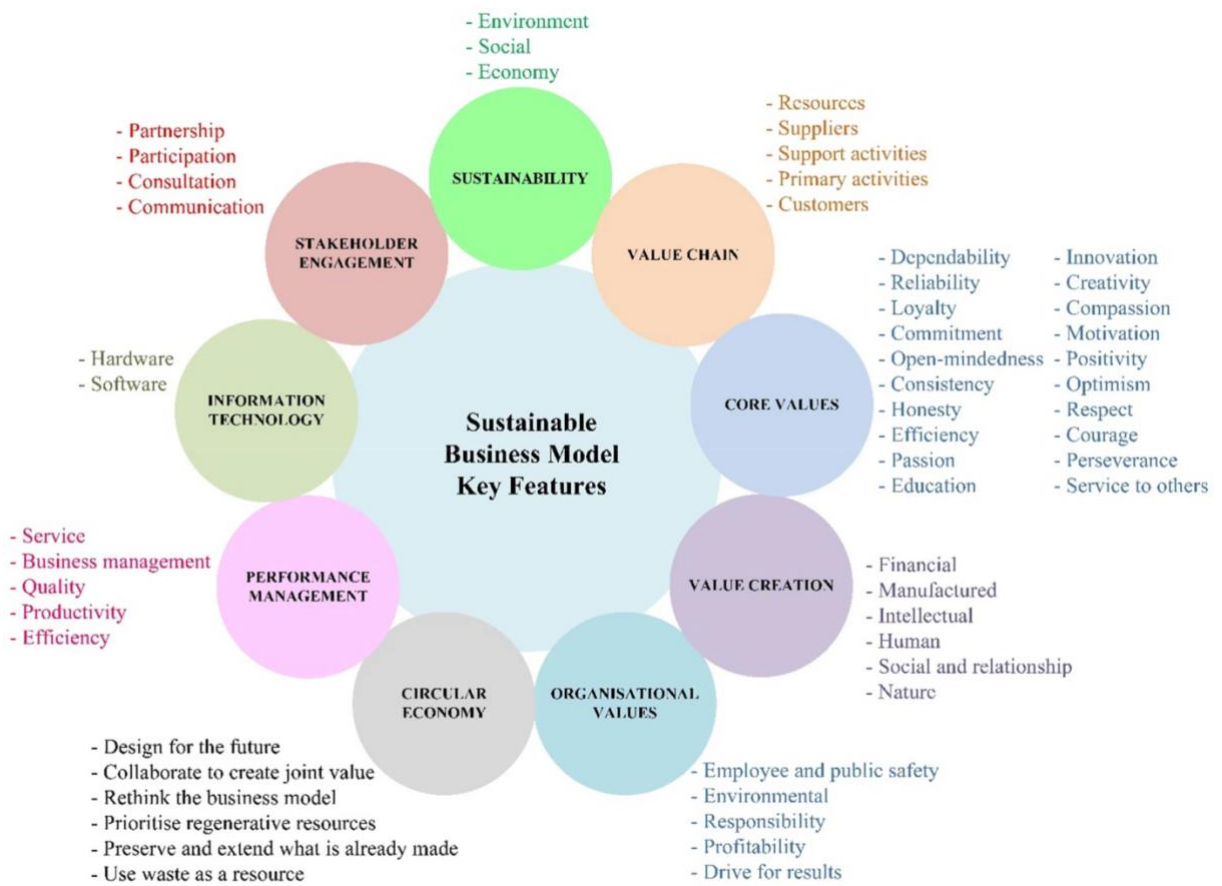 - Environment
- Social
- Economy
SUSTAINABILITY
- Resources
- Suppliers
- Support activities
- Primary activities
- Customers
VALUE CHAIN
- Dependability
- Reliability
- Loyalty
- Commitment
- Open-mindedness
- Consistency
- Honesty
- Efficiency
- Passion
- Education
- Innovation
- Creativity
- Compassion
- Motivation
- Positivity
- Optimism
- Respect
- Courage
- Perseverance
- Service to others
CORE VALUES
- Financial
- Manufactured
- Intellectual
- Human
- Social and relationship
- Nature
VALUE CREATION
- Employee and public safety
- Environmental
- Responsibility
- Profitability
- Drive for results
ORGANISATIONAL
VALUES
- Design for the future
- Collaborate to create joint value
- Rethink the business model
- Prioritise regenerative resources
- Preserve and extend what is already made
- Use waste as a resource
CIRCULAR
ECONOMY
- Service
- Business management
- Quality
- Productivity
- Efficiency
PERFORMANCE
MANAGEMENT
- Hardware
- Software
INFORMATION
TECHNOLOGY
- Partnership
- Participation
- Consultation
- Communication
STAKEHOLDER
ENGAGEMENT
Sustainable
Business Model
Key Features